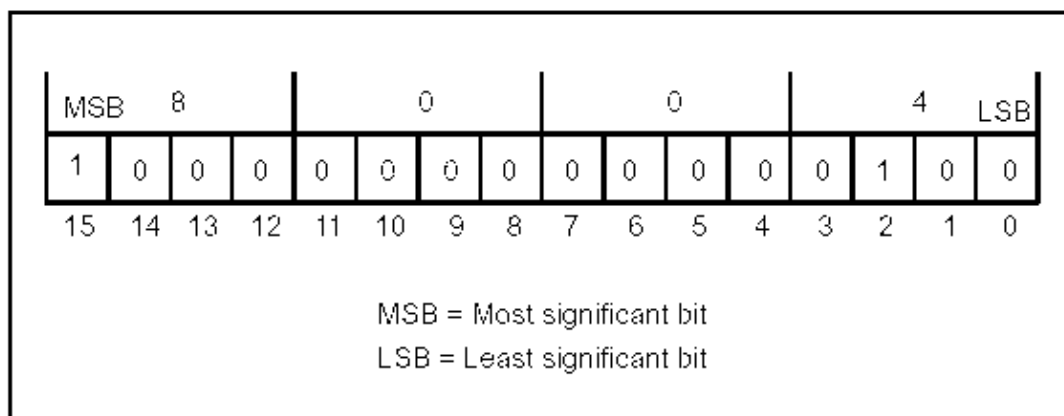 MSB 8 0 0 4 LSB
1 0 0 0 0 0 0 0 0 0 0 0 0 1 0 0
15 14 13 12 11 10 9 8 7 6 5 4 3 2 1 0
MSB = Most significant bit
LSB = Least significant bit